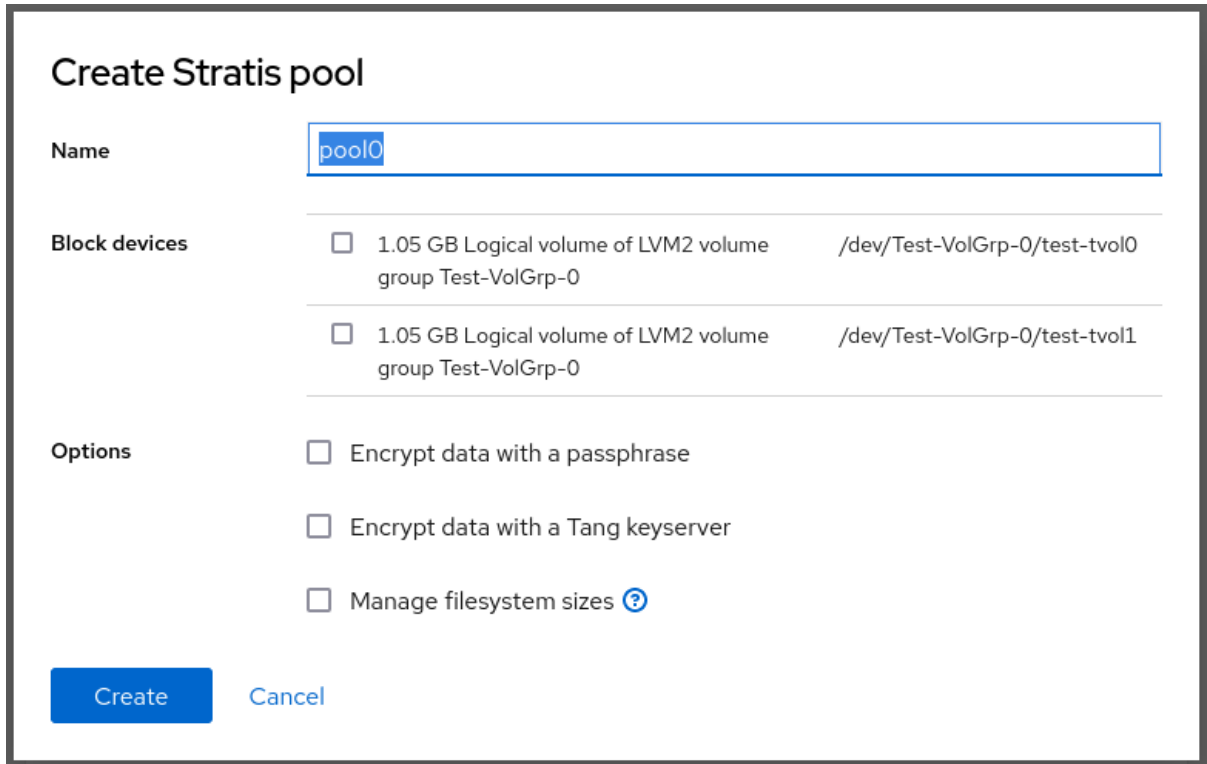 Create Stratis pool
Name
pool0
Block devices
1.05 GB Logical volume of LVM2 volume
group Test-VolGrp-0
/dev/Test-VolGrp-0/test-tvol0
1.05 GB Logical volume of LVM2 volume
group Test-VolGrp-0
/dev/Test-VolGrp-0/test-tvol1
Options
Encrypt data with a passphrase
Encrypt data with a Tang keyserver
Manage filesystem sizes ?
Create
Cancel